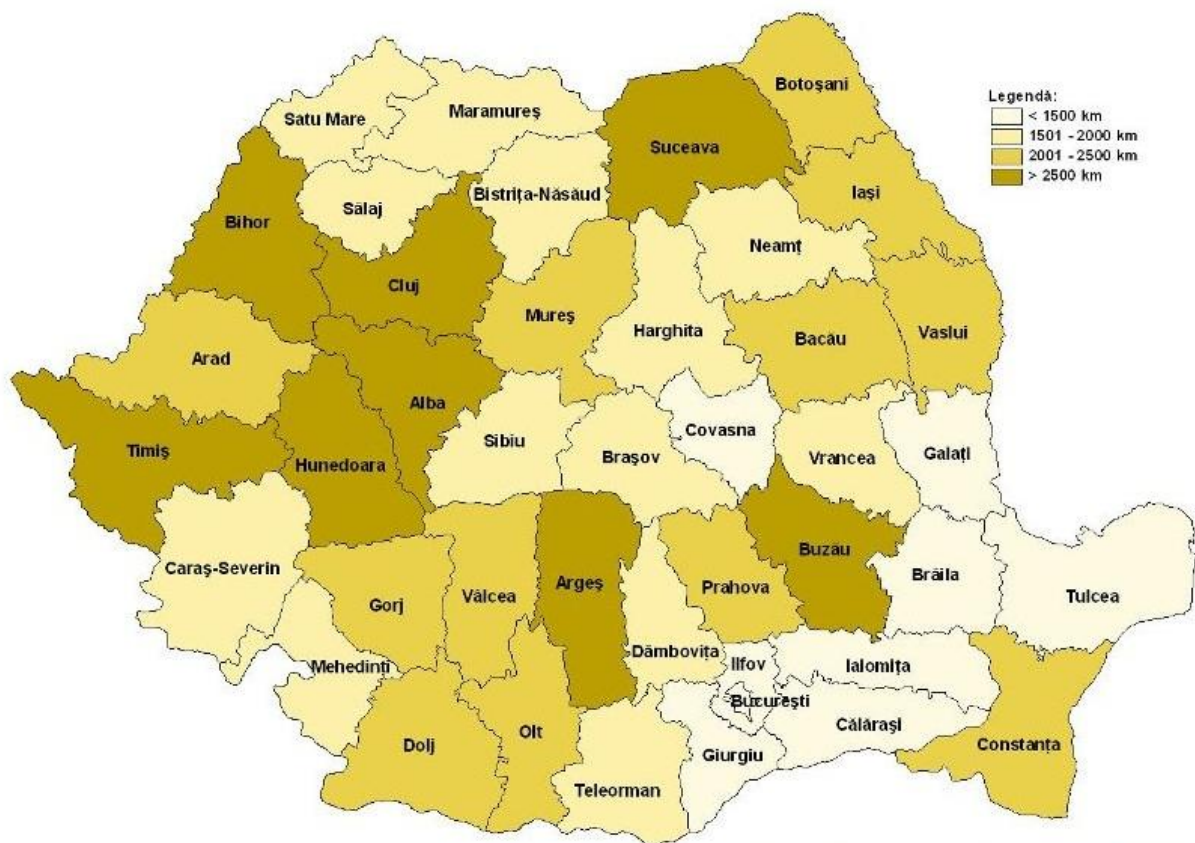 Botoșani
Legendă:
< 1500 km
1501 - 2000 km
2001 - 2500 km
> 2500 km
Satu Mare
Maramureș
Suceava
Iași
Bistrița-Năsăud
Sălaj
Bihor
Neamț
Cluj
Mureș
Harghita
Bacău
Vaslui
Arad
Alba
Covasna
Sibiu
Timiș
Hunedoara
Brașov
Vrancea
Galați
Buzău
Caraș-Severin
Argeș
Brăila
Prahova
Vâlcea
Gorj
Tulcea
Dâmbovița
Ilfov
Ialomița
Mehedinți
București
Călărași
Olt
Dolj
Giurgiu
Constanța
Teleorman